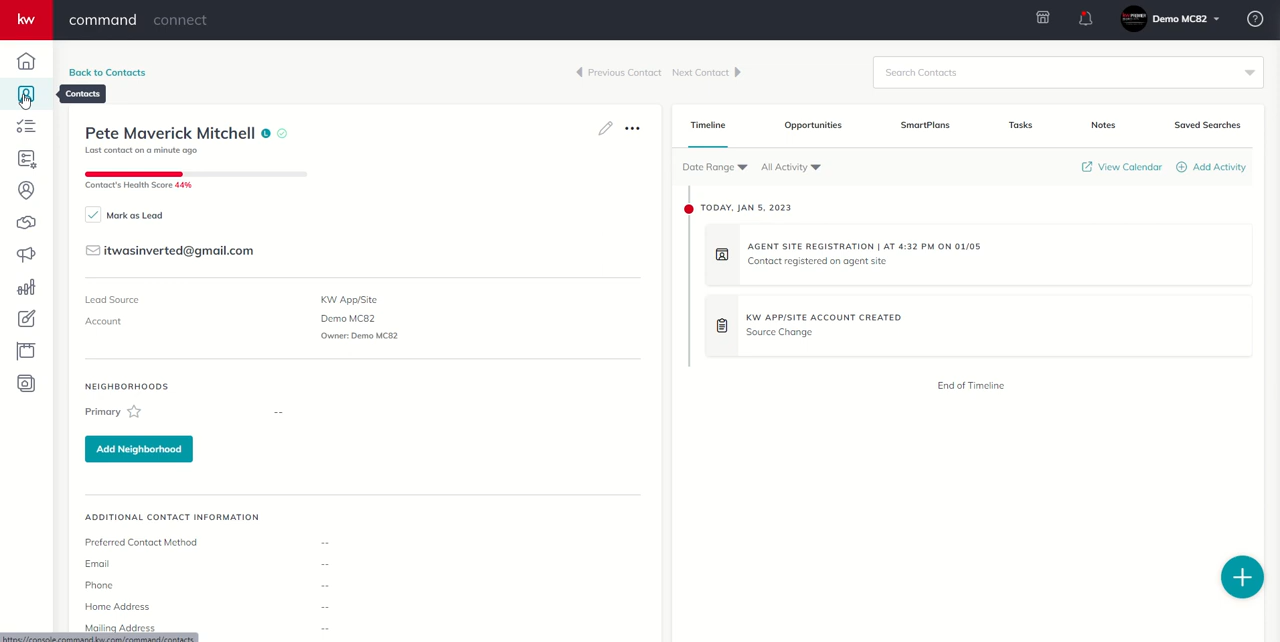 kw command connect Demo MC82
Back to Contacts Previous Contact Next Contact Search Contacts
Contacts
Pete Maverick Mitchell L
Last contact on a minute ago
Contact's Health Score 44%
Mark as Lead
itwasinverted@gmail.com
Lead Source KW App/Site
Account Demo MC82
Owner: Demo MC82
NEIGHBORHOODS
Primary --
Add Neighborhood
ADDITIONAL CONTACT INFORMATION
Preferred Contact Method --
Email --
Phone --
Home Address --
Mailing Address --
https://console.command.kw.com/command/contacts
Timeline Opportunities SmartPlans Tasks Notes Saved Searches
Date Range All Activity View Calendar Add Activity
TODAY, JAN 5, 2023
AGENT SITE REGISTRATION | AT 4:32 PM ON 01/05
Contact registered on agent site
KW APP/SITE ACCOUNT CREATED
Source Change
End of Timeline